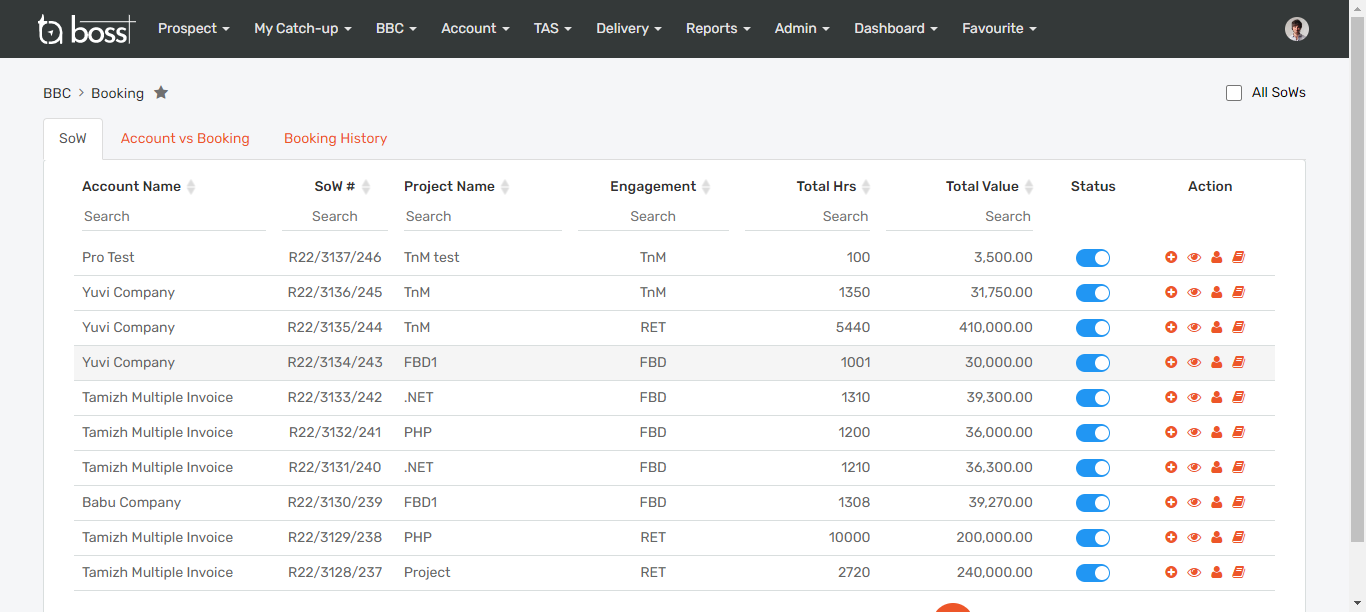 ta boss Prospect My Catch-up BBC Account TAS Delivery Reports Admin Dashboard Favourite
BBC > Booking All SoWs
SoW Account vs Booking Booking History
Account Name SoW # Project Name Engagement Total Hrs Total Value Status Action
Search Search Search Search Search Search
Pro Test R22/3137/246 TnM test TnM 100 3,500.00
Yuvi Company R22/3136/245 TnM TnM 1350 31,750.00
Yuvi Company R22/3135/244 TnM RET 5440 410,000.00
Yuvi Company R22/3134/243 FBD1 FBD 1001 30,000.00
Tamizh Multiple Invoice R22/3133/242 .NET FBD 1310 39,300.00
Tamizh Multiple Invoice R22/3132/241 PHP FBD 1200 36,000.00
Tamizh Multiple Invoice R22/3131/240 .NET FBD 1210 36,300.00
Babu Company R22/3130/239 FBD1 FBD 1308 39,270.00
Tamizh Multiple Invoice R22/3129/238 PHP RET 10000 200,000.00
Tamizh Multiple Invoice R22/3128/237 Project RET 2720 240,000.00